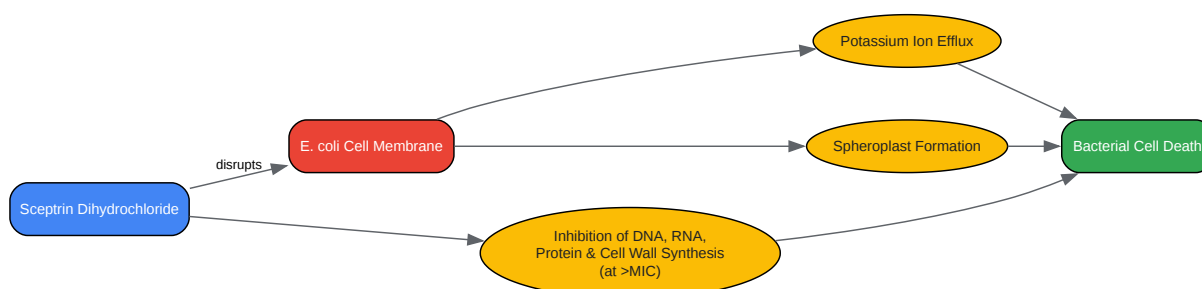 Potassium Ion Efflux
E. coli Cell Membrane
Spheroplast Formation
Bacterial Cell Death
disrupts
Sceptrin Dihydrochloride
Inhibition of DNA, RNA,
Protein & Cell Wall Synthesis
(at >MIC)